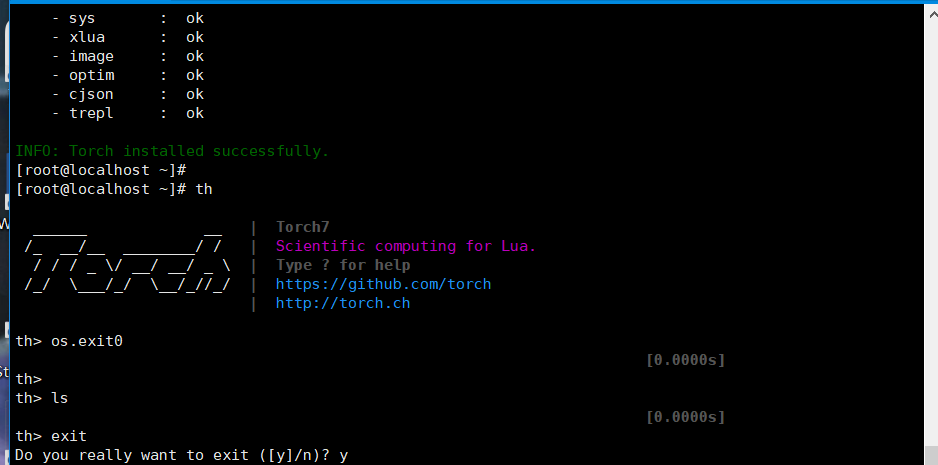 - sys : ok
- xlua : ok
- image : ok
- optim : ok
- cjson : ok
- trepl : ok
INFO: Torch installed successfully.
[root@localhost ~]#
[root@localhost ~]# th
______ __ | Torch7
/_ __/__ ________/ / | Scientific computing for Lua.
/ / / _ \/ __/ __/ _ \ | Type ? for help
/_/ \___/_/ \__/_//_/ | https://github.com/torch
| http://torch.ch
th> os.exit0
[0.0000s]
th>
th> ls
[0.0000s]
th> exit
Do you really want to exit ([y]/n)? y